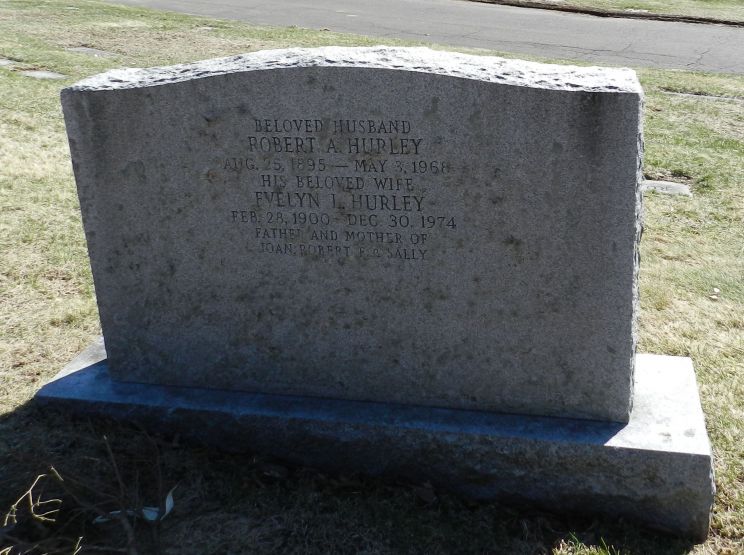 BELOVED HUSBAND
ROBERT A. HURLEY
AUG. 25, 1895 — MAY 3, 1968
HIS BELOVED WIFE
EVELYN L. HURLEY
FEB. 28, 1900 - DEC. 30, 1974
FATHER AND MOTHER OF
JOAN, ROBERT F. & SALLY